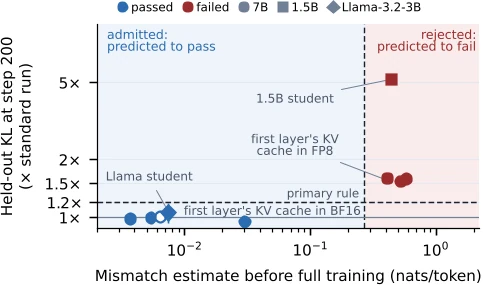 passed failed 7B 1.5B Llama-3.2-3B
admitted:
predicted to pass
rejected:
predicted to fail
Held-out KL at step 200
(× standard run)
5×
2×
1.5×
1.2×
1×
1.5B student
first layer's KV
cache in FP8
Llama student
primary rule
first layer's KV cache in BF16
10⁻²
10⁻¹
10⁰
Mismatch estimate before full training (nats/token)